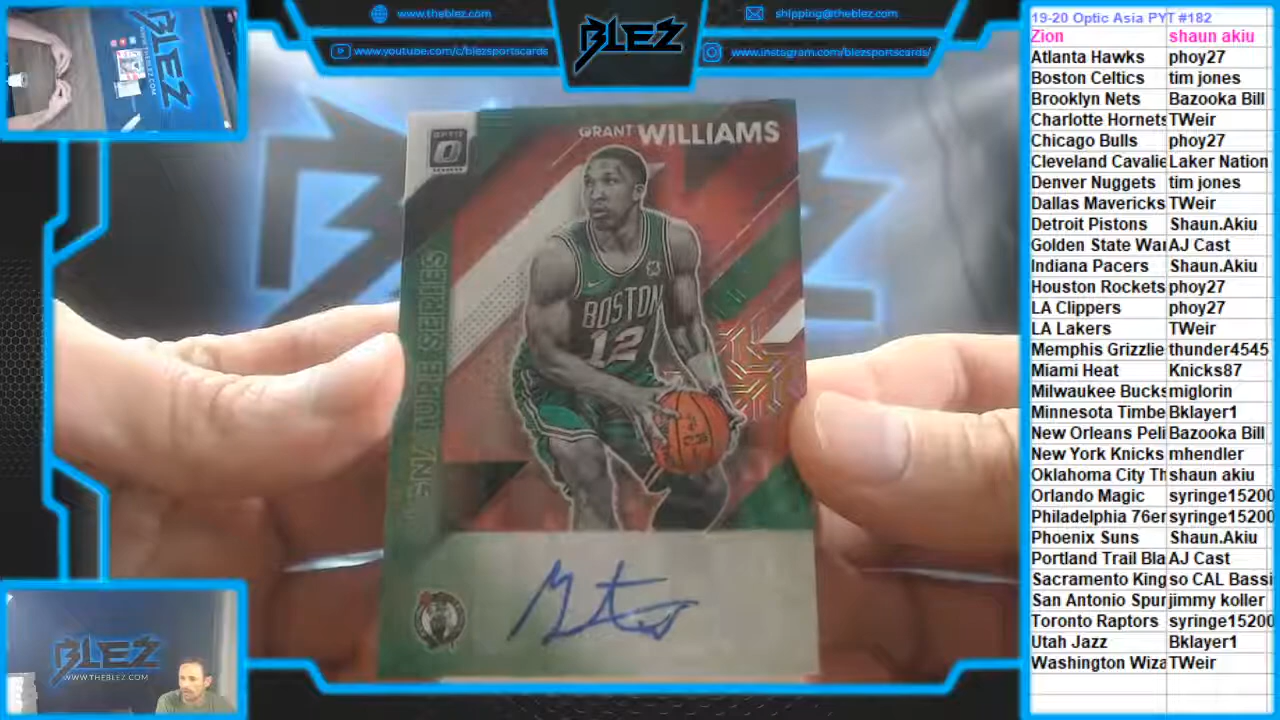 www.theblez.com
shipping@theblez.com
www.youtube.com/c/blezsportscards
BLEZ
www.instagram.com/blezsportscards/
BLEZ
OPTIC
GRANT WILLIAMS
SIGNATURE SERIES
BOSTON
12
BLEZ
WWW.THEBLEZ.COM
19-20 Optic Asia PYT #182
Zion shaun akiu
Atlanta Hawks phoy27
Boston Celtics tim jones
Brooklyn Nets Bazooka Bill
Charlotte Hornets TWeir
Chicago Bulls phoy27
Cleveland Cavalie Laker Nation
Denver Nuggets tim jones
Dallas Mavericks TWeir
Detroit Pistons Shaun.Akiu
Golden State War AJ Cast
Indiana Pacers Shaun.Akiu
Houston Rockets phoy27
LA Clippers phoy27
LA Lakers TWeir
Memphis Grizzlie thunder4545
Miami Heat Knicks87
Milwaukee Bucks miglorin
Minnesota Timbe Bklayer1
New Orleans Peli Bazooka Bill
New York Knicks mhendler
Oklahoma City Th shaun akiu
Orlando Magic syringe15200
Philadelphia 76er syringe15200
Phoenix Suns Shaun.Akiu
Portland Trail Bla AJ Cast
Sacramento King so CAL Bassi
San Antonio Spur jimmy koller
Toronto Raptors syringe15200
Utah Jazz Bklayer1
Washington Wiza TWeir